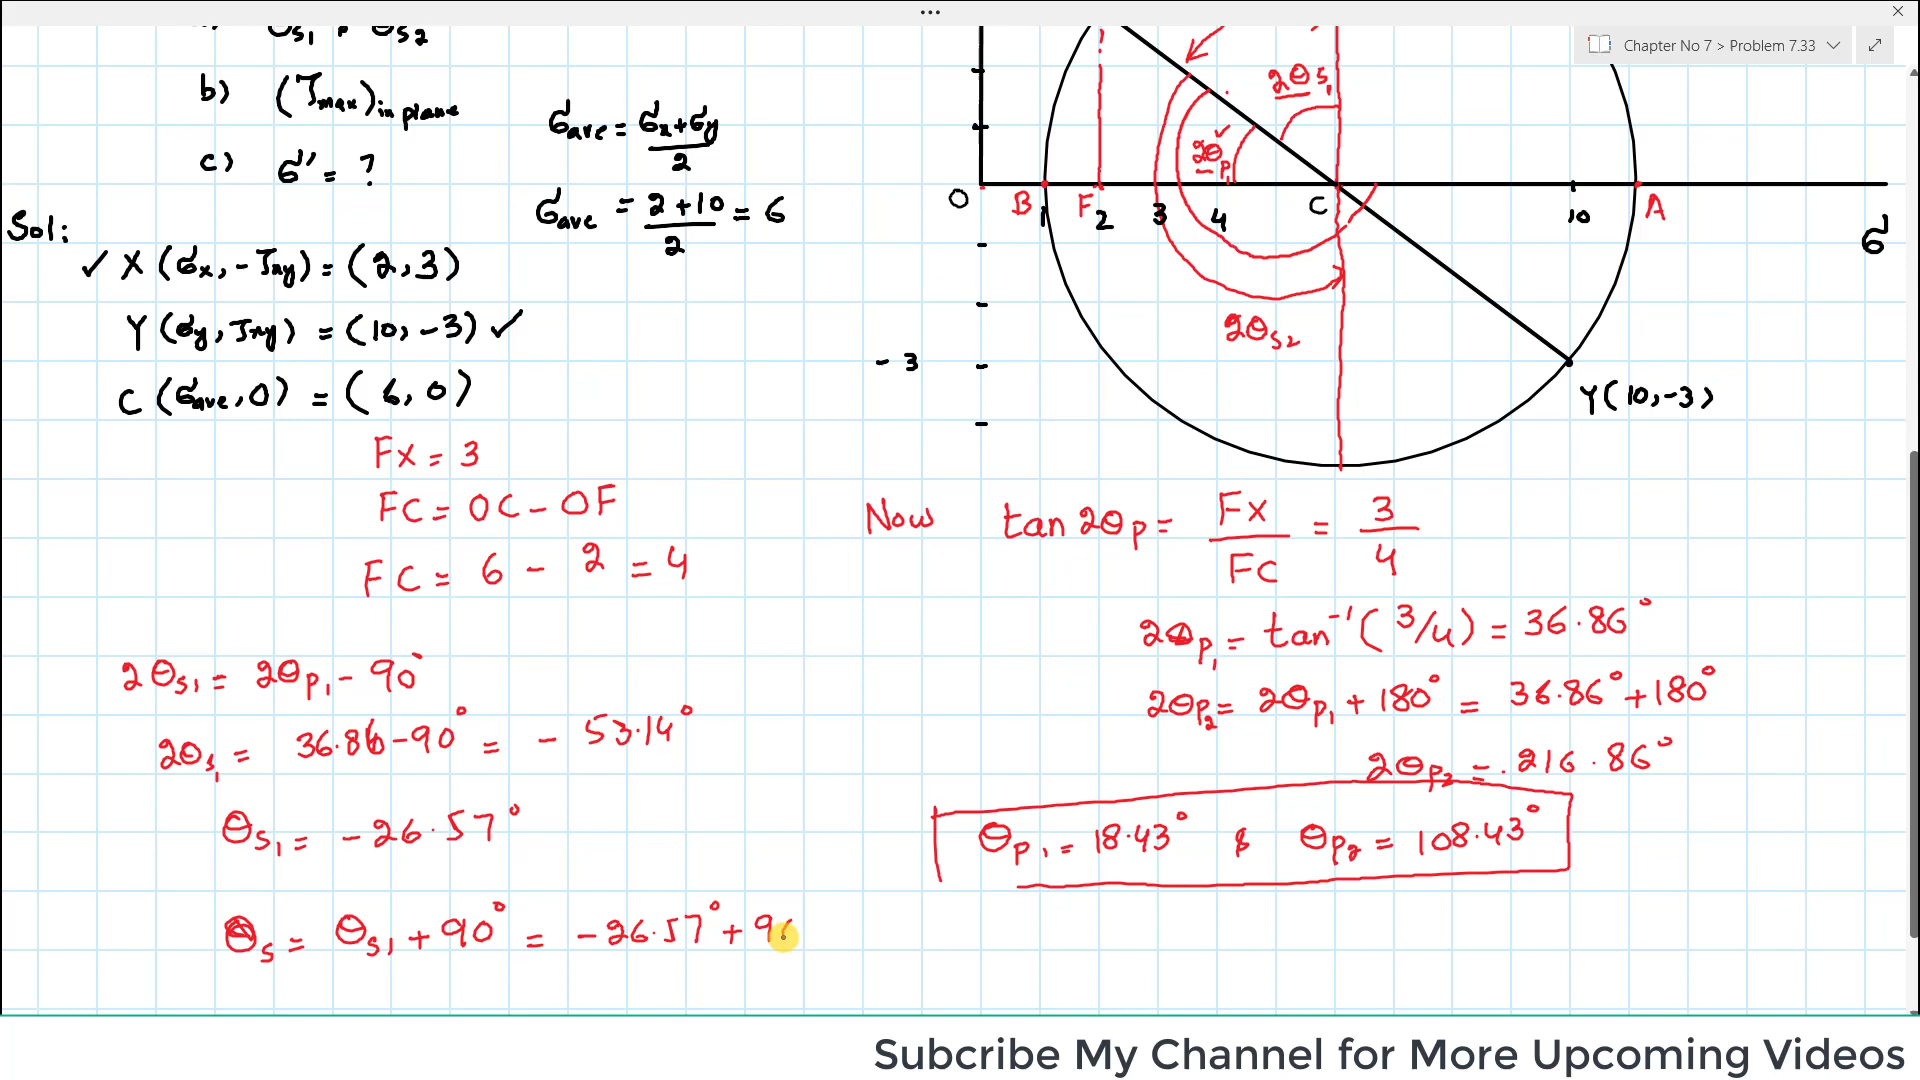 Chapter No 7 > Problem 7.33
θs1 , θs2
b) (τmax)in plane
c) σ' = ?
σave = σx+σy / 2
σave = 2+10 / 2 = 6
Sol:
✓ X (σx, -τxy) = (2, 3)
Y (σy, τxy) = (10, -3) ✓
C (σave, 0) = (6, 0)
FX = 3
FC = OC - OF
FC = 6 - 2 = 4
2θs1 = 2θp1 - 90°
2θs1 = 36.86 - 90° = - 53.14°
θs1 = -26.57°
θs = θs1 + 90° = -26.57° + 90
2θs1
2θp1
O B 1 F 2 3 4 C 10 A
σ
2θs2
- 3
Y(10,-3)
Now tan 2θp = FX / FC = 3 / 4
2θp1 = tan⁻¹(3/4) = 36.86°
2θp2 = 2θp1 + 180° = 36.86° + 180°
2θp2 = 216.86°
θp1 = 18.43° & θp2 = 108.43°
Subcribe My Channel for More Upcoming Videos